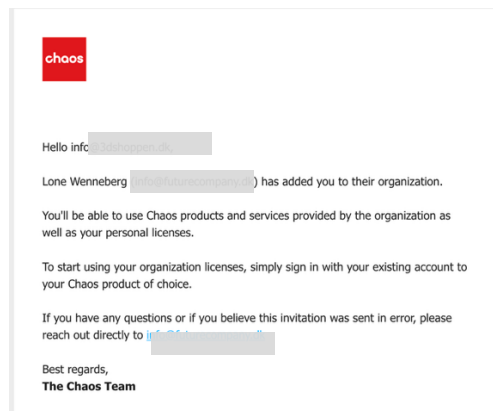 chaos
Hello info
Lone Wenneberg ) has added you to their organization.
You'll be able to use Chaos products and services provided by the organization as
well as your personal licenses.
To start using your organization licenses, simply sign in with your existing account to
your Chaos product of choice.
If you have any questions or if you believe this invitation was sent in error, please
reach out directly to
Best regards,
The Chaos Team